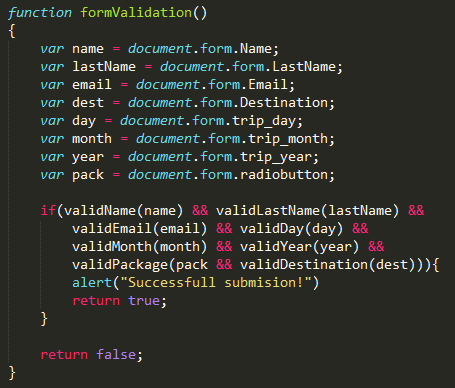 function formValidation()
{
    var name = document.form.Name;
    var lastName = document.form.LastName;
    var email = document.form.Email;
    var dest = document.form.Destination;
    var day = document.form.trip_day;
    var month = document.form.trip_month;
    var year = document.form.trip_year;
    var pack = document.form.radiobutton;

    if(validName(name) && validLastName(lastName) &&
        validEmail(email) && validDay(day) &&
        validMonth(month) && validYear(year) &&
        validPackage(pack && validDestination(dest))){
        alert("Successfull submision!")
        return true;
    }

    return false;
}